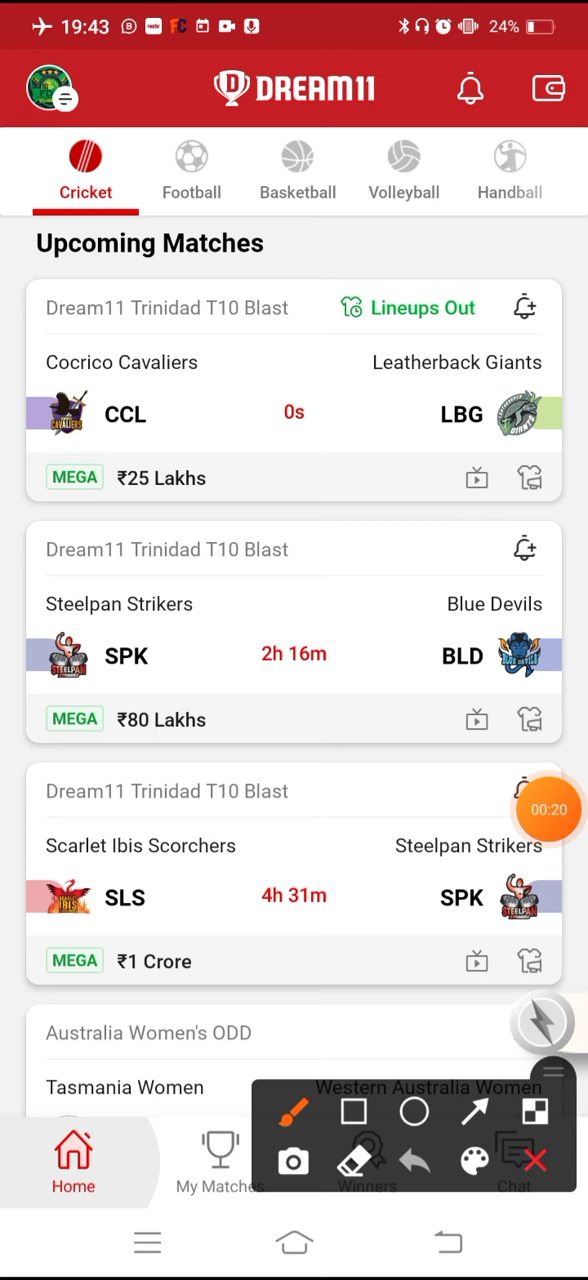 19:43
24%
DREAM11
Cricket
Football
Basketball
Volleyball
Handball
Upcoming Matches
Dream11 Trinidad T10 Blast
Lineups Out
Cocrico Cavaliers
Leatherback Giants
CCL
0s
LBG
MEGA ₹25 Lakhs
Dream11 Trinidad T10 Blast
Steelpan Strikers
Blue Devils
SPK
2h 16m
BLD
MEGA ₹80 Lakhs
Dream11 Trinidad T10 Blast
00:20
Scarlet Ibis Scorchers
Steelpan Strikers
SLS
4h 31m
SPK
MEGA ₹1 Crore
Australia Women's ODD
Tasmania Women
Western Australia Women
Home
My Matches
Winners
Chat